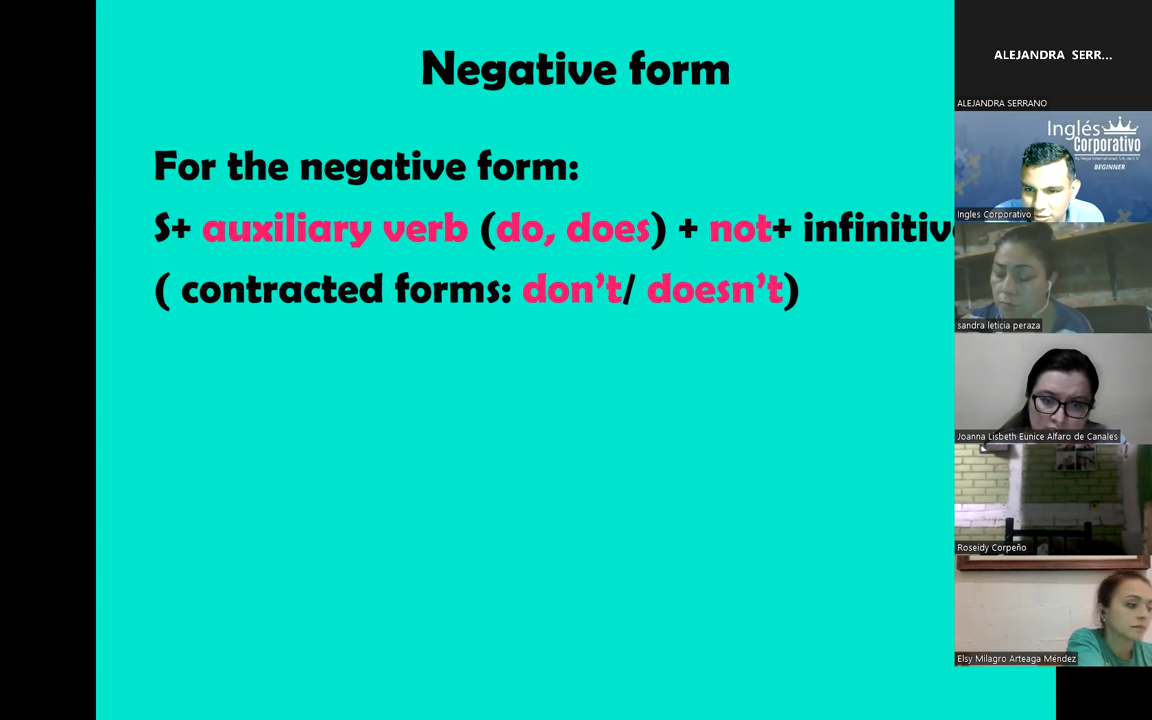 Negative form
For the negative form:
S+ auxiliary verb (do, does) + not+ infinitiv
( contracted forms: don’t/ doesn’t)
ALEJANDRA SERR...
ALEJANDRA SERRANO
Inglés
Corporativo
BEGINNER
Ingles Corporativo
sandra leticia peraza
Joanna Lisbeth Eunice Alfaro de Canales
Roseidy Corpeño
Elsy Milagro Arteaga Méndez